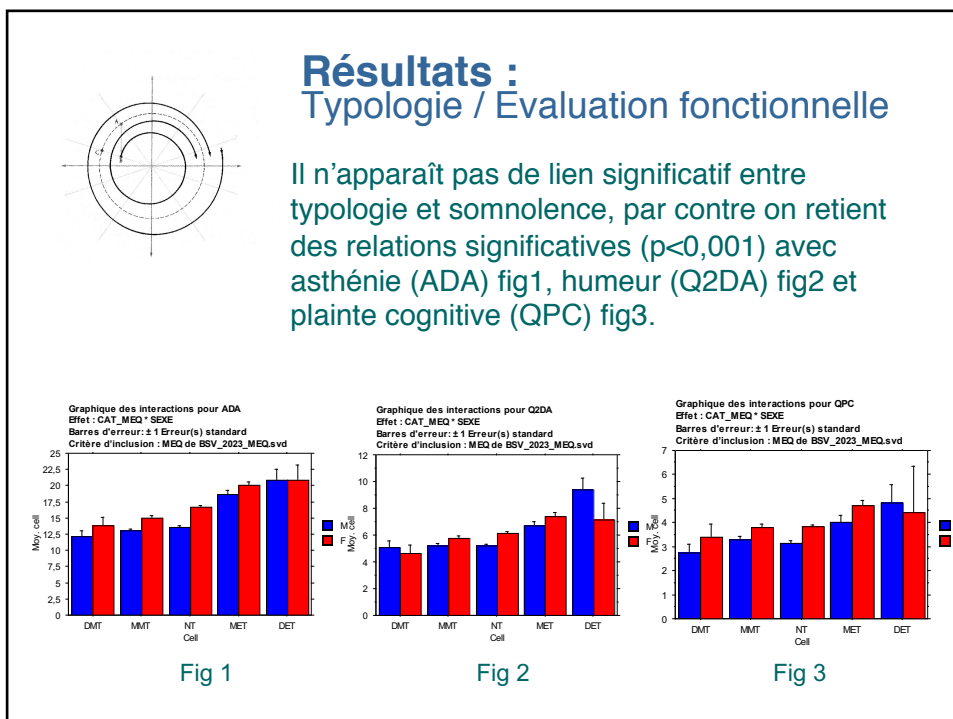 Résultats :
Typologie / Evaluation fonctionnelle
Il n’apparaît pas de lien significatif entre
typologie et somnolence, par contre on retient
des relations significatives (p<0,001) avec
asthénie (ADA) fig1, humeur (Q2DA) fig2 et
plainte cognitive (QPC) fig3.
Graphique des interactions pour ADA
Effet : CAT_MEQ * SEXE
Barres d'erreur: ± 1 Erreur(s) standard
Critère d'inclusion : MEQ de BSV_2023_MEQ.svd
25
22,5
20
17,5
15
12,5
10
7,5
5
2,5
0
Moy. cell
DMT MMT NT MET DET
Cell
M
F
Fig 1
Graphique des interactions pour Q2DA
Effet : CAT_MEQ * SEXE
Barres d'erreur: ± 1 Erreur(s) standard
Critère d'inclusion : MEQ de BSV_2023_MEQ.svd
12
10
8
6
4
2
0
Moy. cell
DMT MMT NT MET DET
Cell
M
F
Fig 2
Graphique des interactions pour QPC
Effet : CAT_MEQ * SEXE
Barres d'erreur: ± 1 Erreur(s) standard
Critère d'inclusion : MEQ de BSV_2023_MEQ.svd
7
6
5
4
3
2
1
0
DMT MMT NT MET DET
Cell
Fig 3